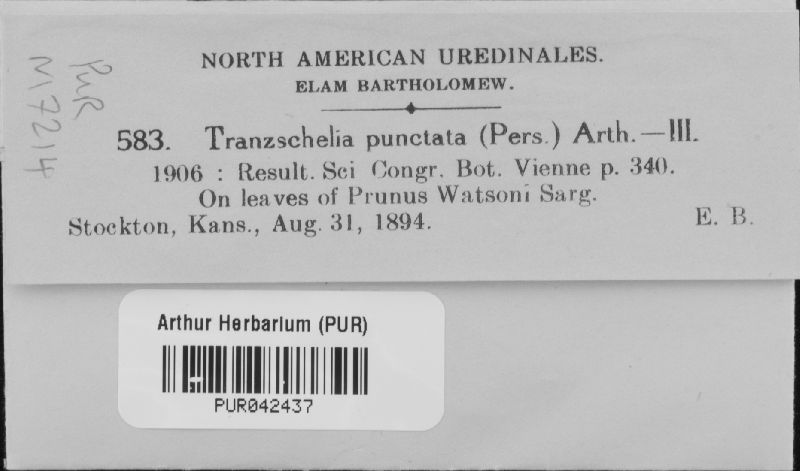 NORTH AMERICAN UREDINALES.
ELAM BARTHOLOMEW.
583. Tranzschelia punctata (Pers.) Arth.—III.
1906 : Result. Sci Congr. Bot. Vienne p. 340.
On leaves of Prunus Watsoni Sarg.
Stockton, Kans., Aug. 31, 1894. E. B.
PUR
N7214
Arthur Herbarium (PUR)
PUR042437